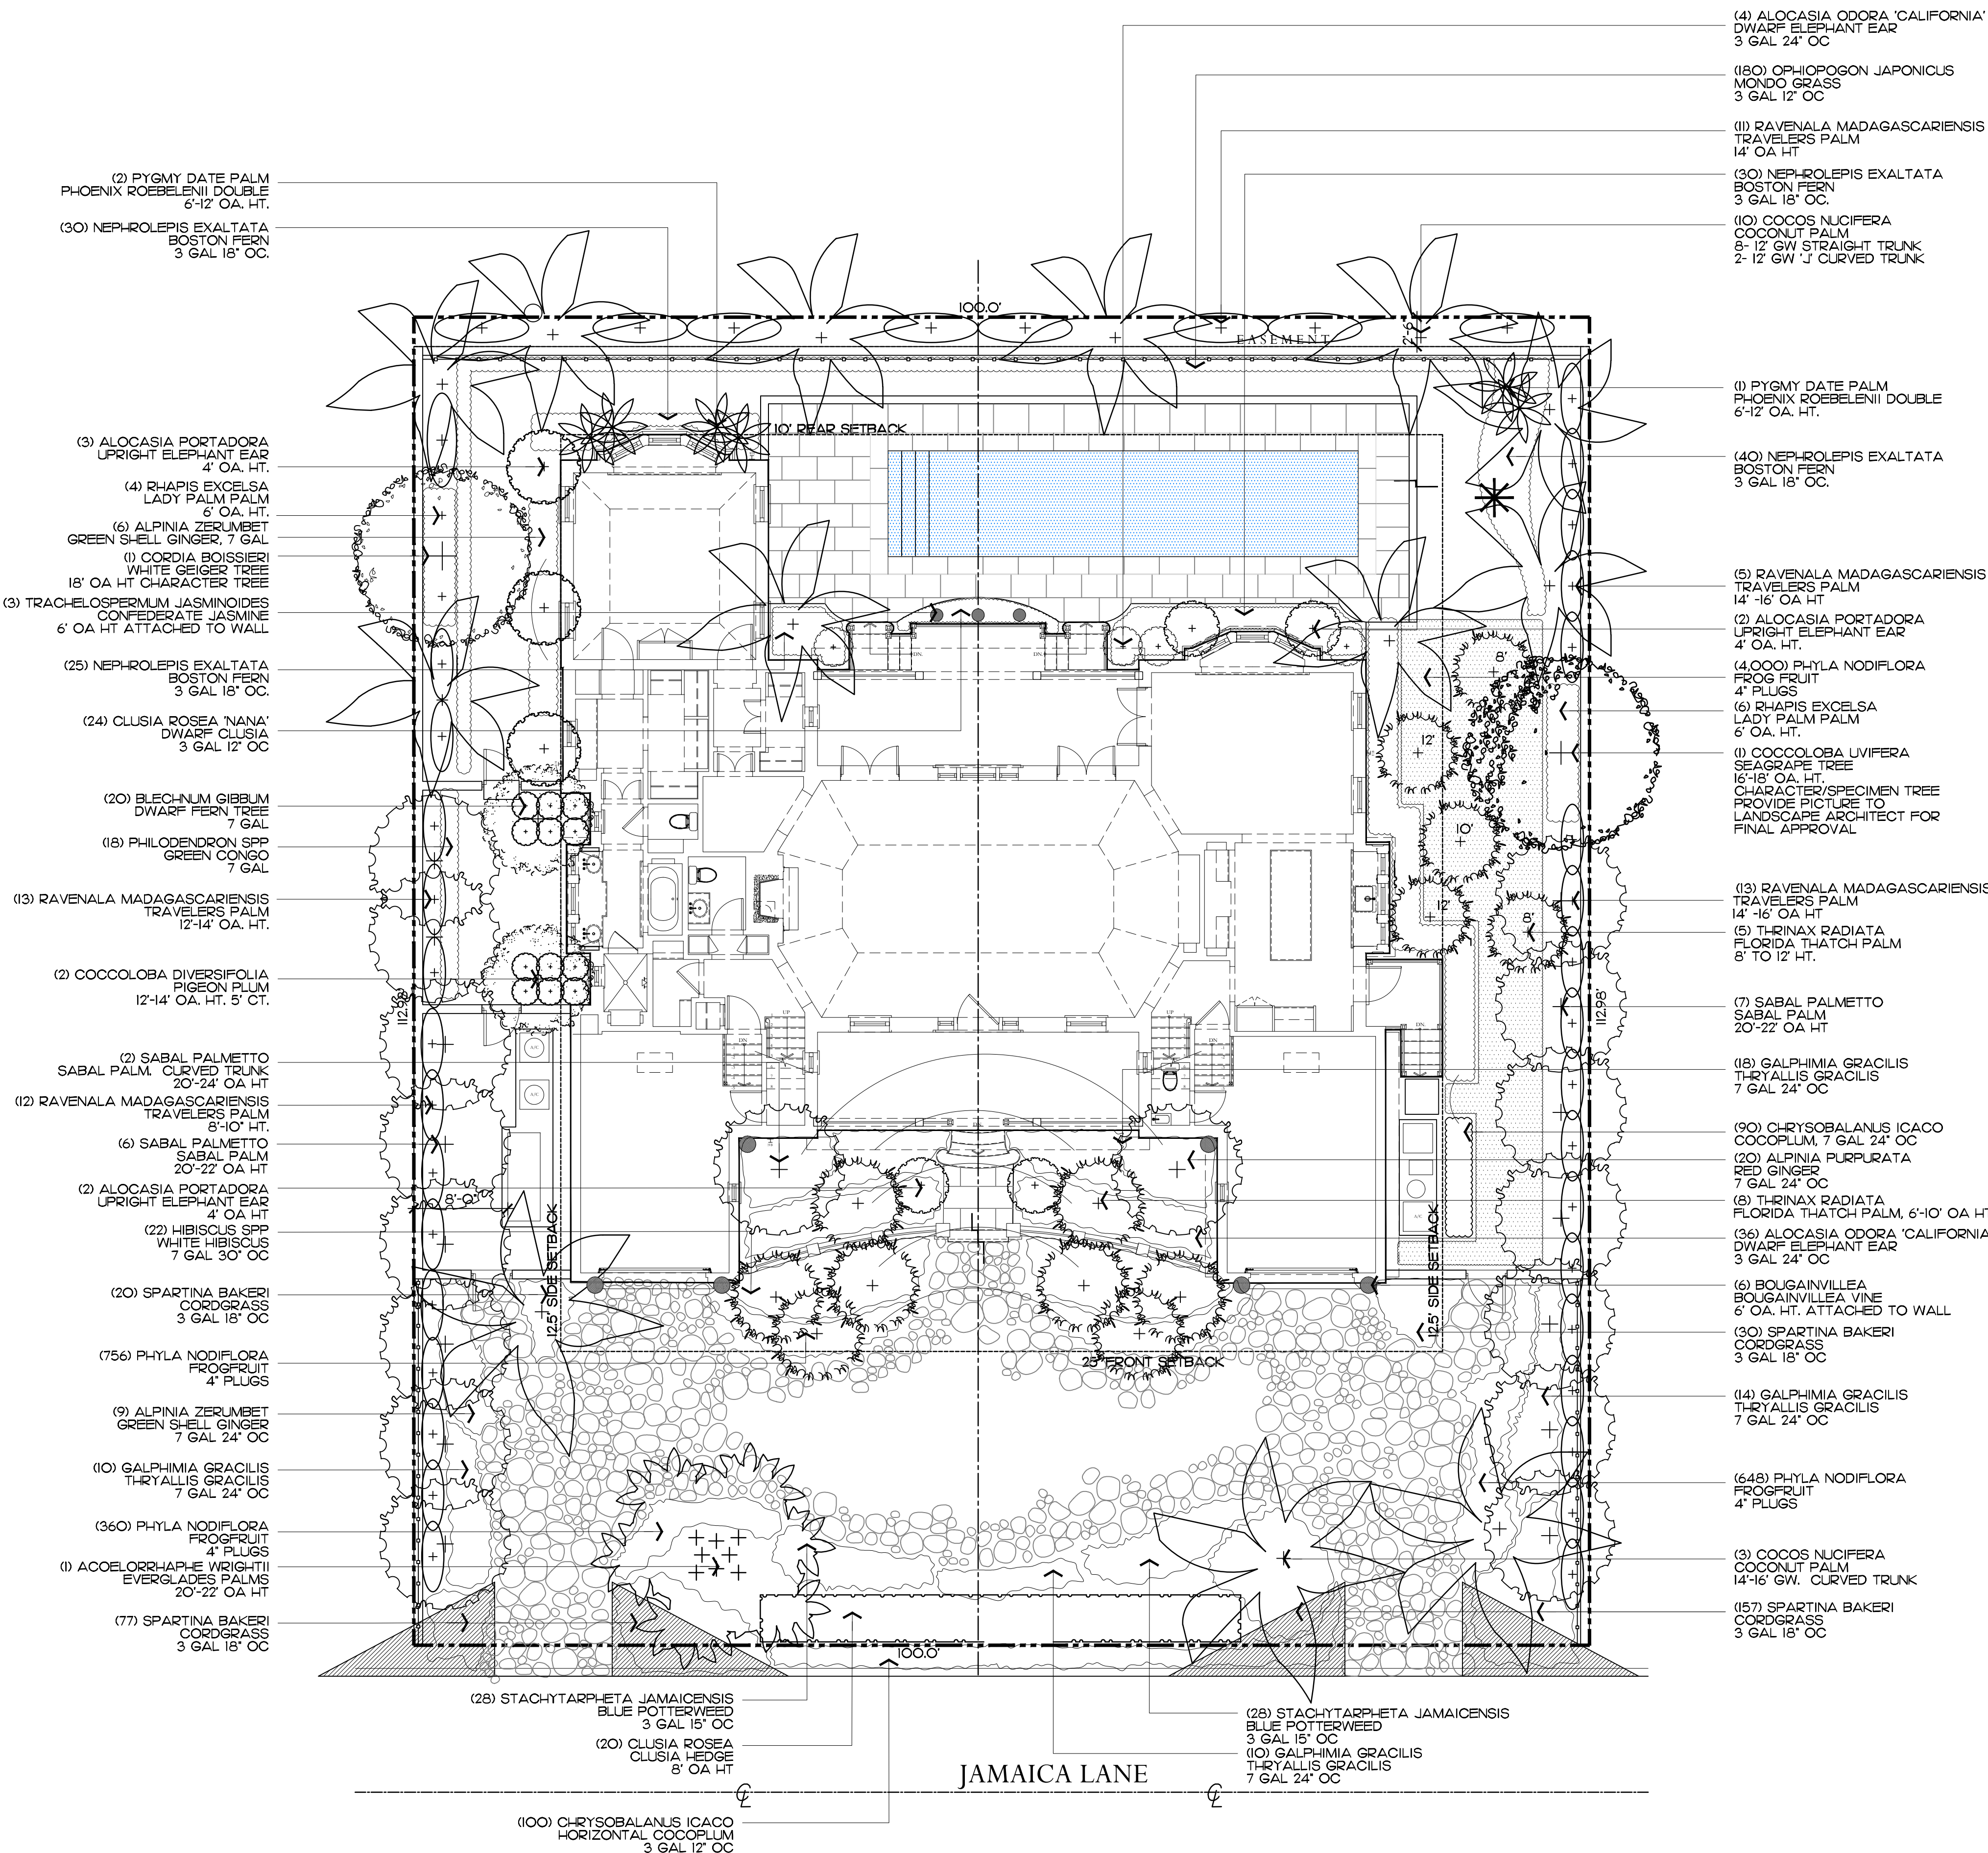 (4) ALOCASIA ODORA 'CALIFORNIA'
DWARF ELEPHANT EAR
3 GAL 24" OC
(180) OPHIOPOGON JAPONICUS
MONDO GRASS
3 GAL 12" OC
(11) RAVENALA MADAGASCARIENSIS
TRAVELERS PALM
14' OA HT
(30) NEPHROLEPIS EXALTATA
BOSTON FERN
3 GAL 18" OC.
(10) COCOS NUCIFERA
COCONUT PALM
8- 12' GW STRAIGHT TRUNK
2- 12' GW 'J' CURVED TRUNK
(2) PYGMY DATE PALM
PHOENIX ROEBELENII DOUBLE
6'-12' OA. HT.
(30) NEPHROLEPIS EXALTATA
BOSTON FERN
3 GAL 18" OC.
(3) ALOCASIA PORTADORA
UPRIGHT ELEPHANT EAR
4' OA. HT.
(4) RHAPIS EXCELSA
LADY PALM PALM
6' OA. HT.
(6) ALPINIA ZERUMBET
GREEN SHELL GINGER, 7 GAL
(1) CORDIA BOISSIERI
WHITE GEIGER TREE
18' OA HT CHARACTER TREE
(3) TRACHELOSPERMUM JASMINOIDES
CONFEDERATE JASMINE
6' OA HT ATTACHED TO WALL
(25) NEPHROLEPIS EXALTATA
BOSTON FERN
3 GAL 18" OC.
(24) CLUSIA ROSEA 'NANA'
DWARF CLUSIA
3 GAL 12" OC
(20) BLECHNUM GIBBUM
DWARF FERN TREE
7 GAL
(18) PHILODENDRON SPP
GREEN CONGO
7 GAL
(13) RAVENALA MADAGASCARIENSIS
TRAVELERS PALM
12'-14' OA. HT.
(2) COCCOLOBA DIVERSIFOLIA
PIGEON PLUM
12'-14' OA. HT. 5' CT.
(2) SABAL PALMETTO
SABAL PALM. CURVED TRUNK
20'-24' OA HT
(12) RAVENALA MADAGASCARIENSIS
TRAVELERS PALM
8'-10" HT.
(6) SABAL PALMETTO
SABAL PALM
20'-22' OA HT
(2) ALOCASIA PORTADORA
UPRIGHT ELEPHANT EAR
4' OA HT
(22) HIBISCUS SPP
WHITE HIBISCUS
7 GAL 30" OC
(20) SPARTINA BAKERI
CORDGRASS
3 GAL 18" OC
(756) PHYLA NODIFLORA
FROGFRUIT
4" PLUGS
(9) ALPINIA ZERUMBET
GREEN SHELL GINGER
7 GAL 24" OC
(10) GALPHIMIA GRACILIS
THRYALLIS GRACILIS
7 GAL 24" OC
(360) PHYLA NODIFLORA
FROGFRUIT
4" PLUGS
(1) ACOELORRHAPHE WRIGHTII
EVERGLADES PALMS
20'-22' OA HT
(77) SPARTINA BAKERI
CORDGRASS
3 GAL 18" OC
100.0'
EASEMENT
2'-6"
10' REAR SETBACK
DN.
DN.
8'
12'
10'
12'
8'
112.98'
112.98'
UP
DN
UP
DN.
DN.
A/C
A/C
A/C
8'-0"
12.5' SIDE SETBACK
12.5' SIDE SETBACK
25' FRONT SETBACK
100.0'
(1) PYGMY DATE PALM
PHOENIX ROEBELENII DOUBLE
6'-12' OA. HT.
(40) NEPHROLEPIS EXALTATA
BOSTON FERN
3 GAL 18" OC.
(5) RAVENALA MADAGASCARIENSIS
TRAVELERS PALM
14' -16' OA HT
(2) ALOCASIA PORTADORA
UPRIGHT ELEPHANT EAR
4' OA. HT.
(4,000) PHYLA NODIFLORA
FROG FRUIT
4" PLUGS
(6) RHAPIS EXCELSA
LADY PALM PALM
6' OA. HT.
(1) COCCOLOBA UVIFERA
SEAGRAPE TREE
16'-18' OA. HT.
CHARACTER/SPECIMEN TREE
PROVIDE PICTURE TO
LANDSCAPE ARCHITECT FOR
FINAL APPROVAL
(13) RAVENALA MADAGASCARIENSIS
TRAVELERS PALM
14' -16' OA HT
(5) THRINAX RADIATA
FLORIDA THATCH PALM
8' TO 12' HT.
(7) SABAL PALMETTO
SABAL PALM
20'-22' OA HT
(18) GALPHIMIA GRACILIS
THRYALLIS GRACILIS
7 GAL 24" OC
(90) CHRYSOBALANUS ICACO
COCOPLUM, 7 GAL 24" OC
(20) ALPINIA PURPURATA
RED GINGER
7 GAL 24" OC
(8) THRINAX RADIATA
FLORIDA THATCH PALM, 6'-10' OA HT
(36) ALOCASIA ODORA 'CALIFORNIA
DWARF ELEPHANT EAR
3 GAL 24" OC
(6) BOUGAINVILLEA
BOUGAINVILLEA VINE
6' OA. HT. ATTACHED TO WALL
(30) SPARTINA BAKERI
CORDGRASS
3 GAL 18" OC
(14) GALPHIMIA GRACILIS
THRYALLIS GRACILIS
7 GAL 24" OC
(648) PHYLA NODIFLORA
FROGFRUIT
4" PLUGS
(3) COCOS NUCIFERA
COCONUT PALM
14'-16' GW. CURVED TRUNK
(157) SPARTINA BAKERI
CORDGRASS
3 GAL 18" OC
(28) STACHYTARPHETA JAMAICENSIS
BLUE POTTERWEED
3 GAL 15" OC
(20) CLUSIA ROSEA
CLUSIA HEDGE
8' OA HT
(28) STACHYTARPHETA JAMAICENSIS
BLUE POTTERWEED
3 GAL 15" OC
(10) GALPHIMIA GRACILIS
THRYALLIS GRACILIS
7 GAL 24" OC
JAMAICA LANE
(100) CHRYSOBALANUS ICACO
HORIZONTAL COCOPLUM
3 GAL 12" OC